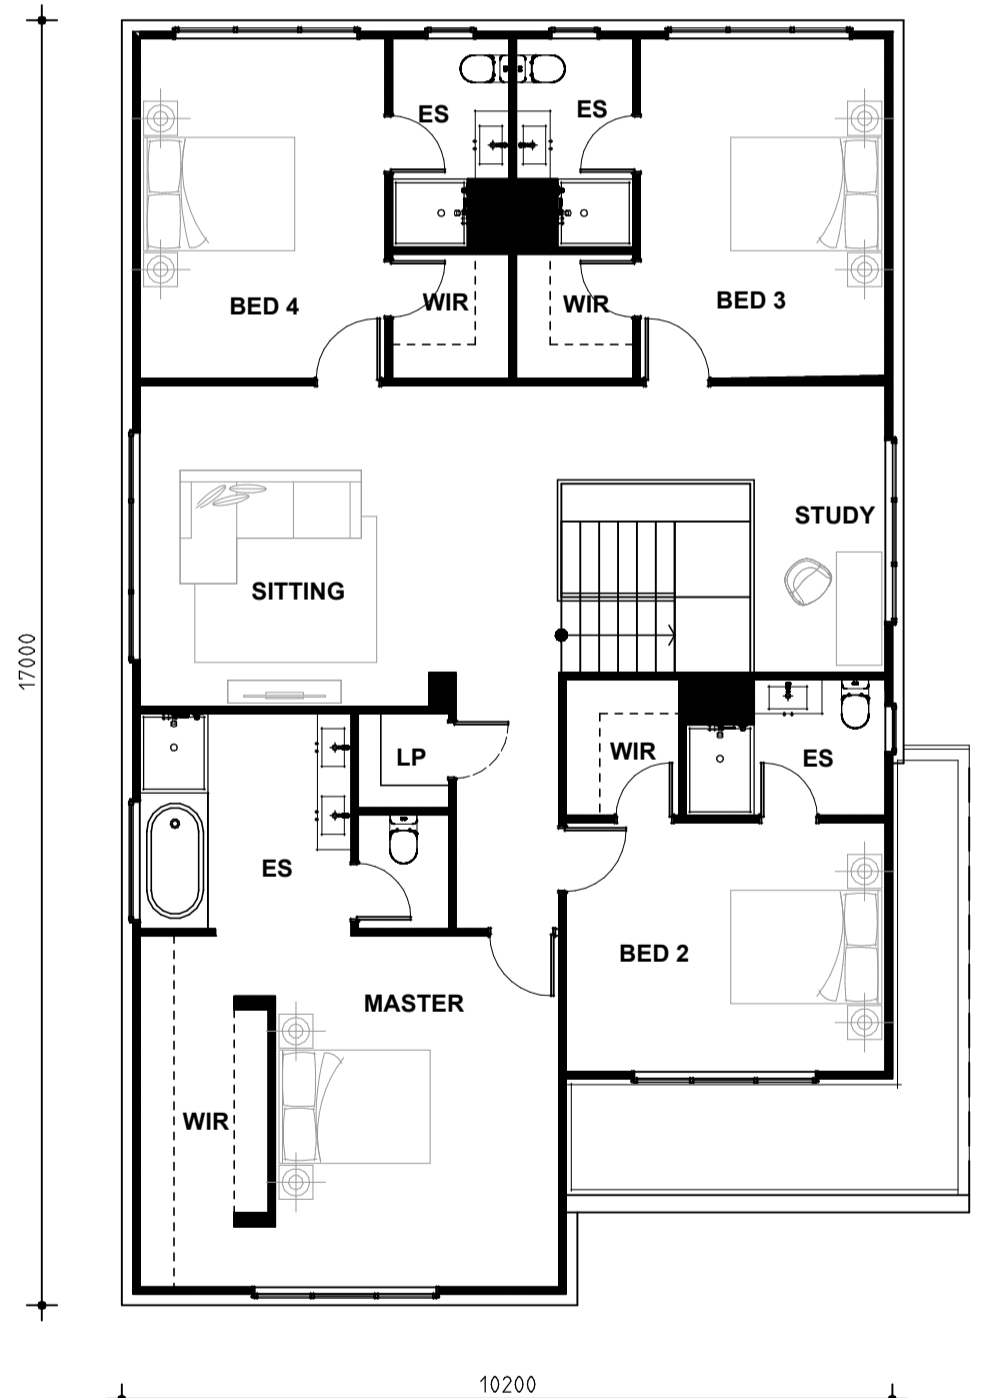 ES
ES
BED 4
WIR
WIR
BED 3
STUDY
SITTING
17000
LP
WIR
ES
ES
BED 2
MASTER
WIR
10200